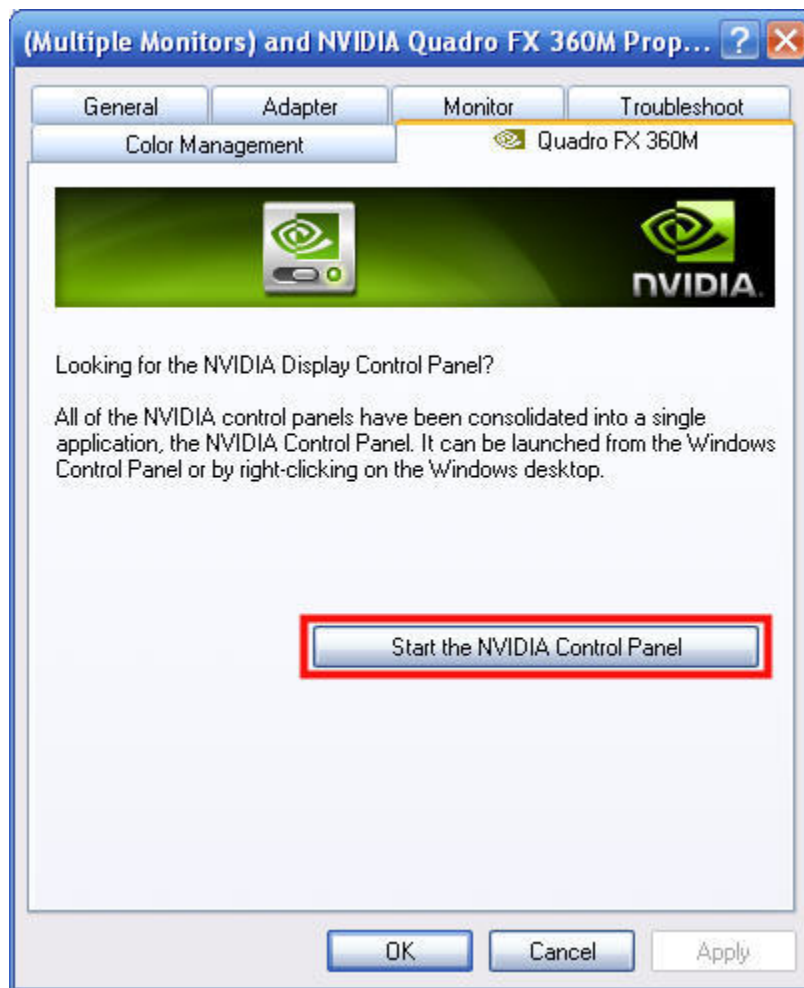 (Multiple Monitors) and NVIDIA Quadro FX 360M Prop...
General Adapter Monitor Troubleshoot
Color Management Quadro FX 360M
NVIDIA.
Looking for the NVIDIA Display Control Panel?
All of the NVIDIA control panels have been consolidated into a single
application, the NVIDIA Control Panel. It can be launched from the Windows
Control Panel or by right-clicking on the Windows desktop.
Start the NVIDIA Control Panel
OK Cancel Apply